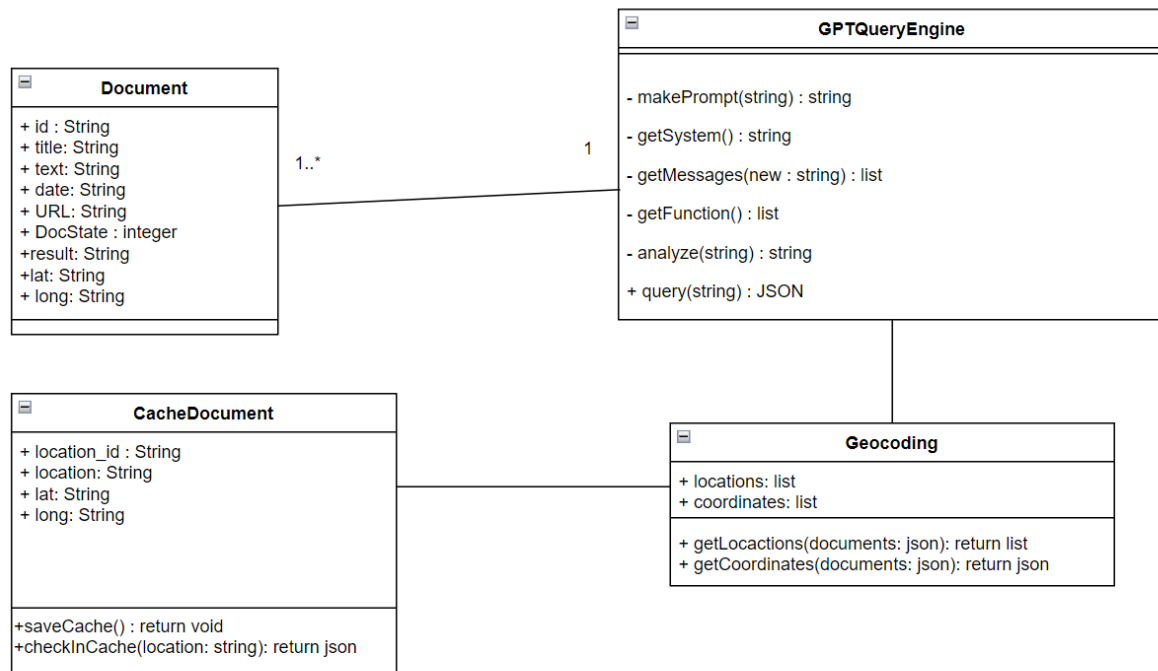 Document
+ id : String
+ title: String
+ text: String
+ date: String
+ URL: String
+ DocState : integer
+result: String
+lat: String
+ long: String
1..*
1
GPTQueryEngine
- makePrompt(string) : string
- getSystem() : string
- getMessages(new : string) : list
- getFunction() : list
- analyze(string) : string
+ query(string) : JSON
CacheDocument
+ location_id : String
+ location: String
+ lat: String
+ long: String
+saveCache() : return void
+checkInCache(location: string): return json
Geocoding
+ locations: list
+ coordinates: list
+ getLocactions(documents: json): return list
+ getCoordinates(documents: json): return json